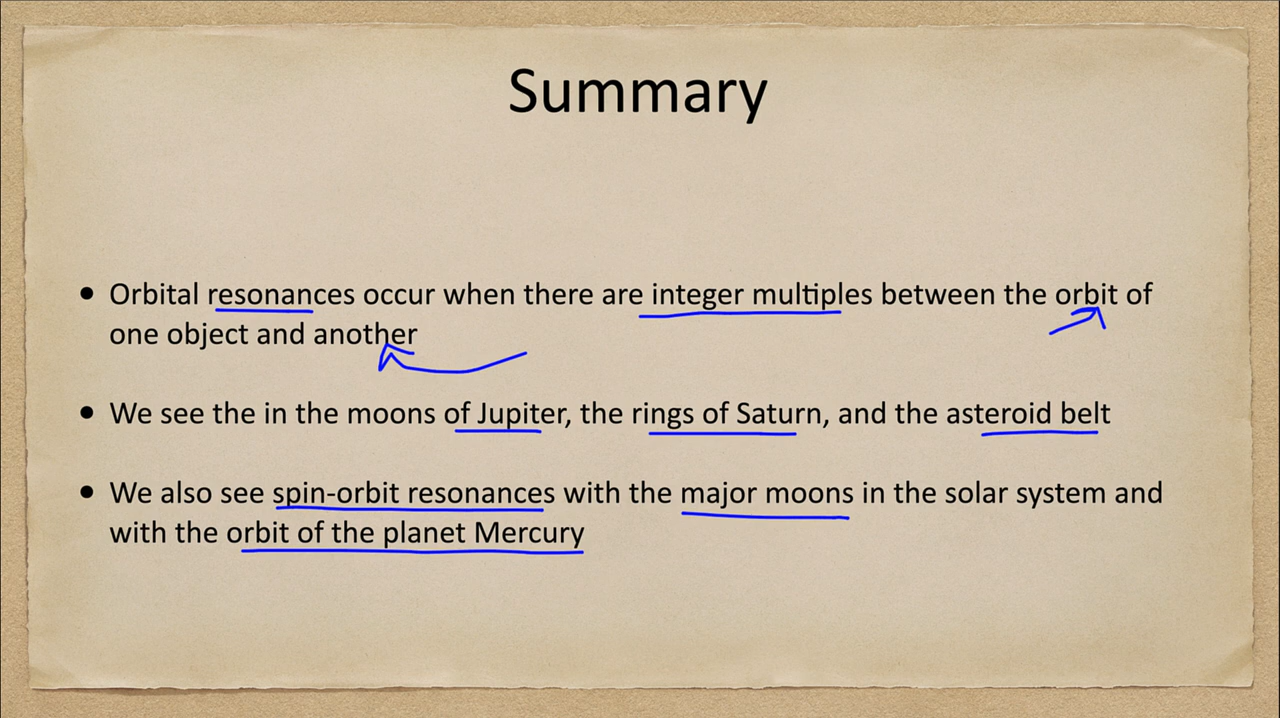 Summary
• Orbital resonances occur when there are integer multiples between the orbit of
one object and another
• We see the in the moons of Jupiter, the rings of Saturn, and the asteroid belt
• We also see spin-orbit resonances with the major moons in the solar system and
with the orbit of the planet Mercury